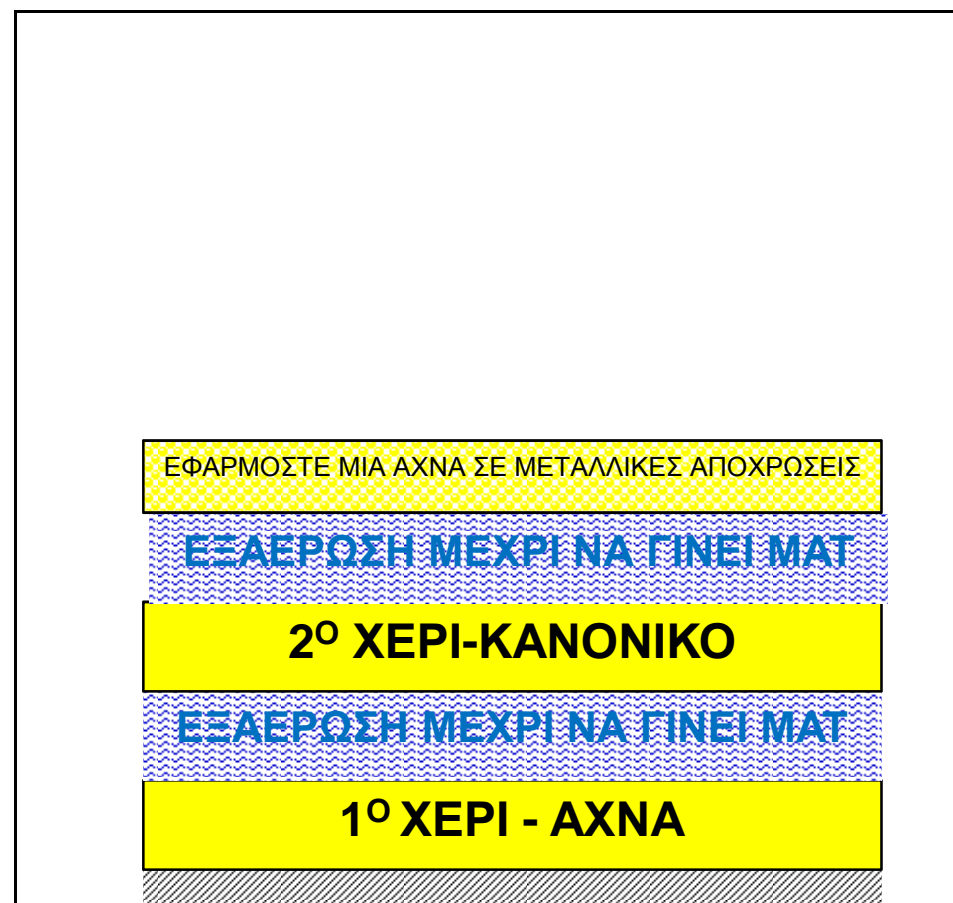 ΕΦΑΡΜΟΣΤΕ ΜΙΑ ΑΧΝΑ ΣΕ ΜΕΤΑΛΛΙΚΕΣ ΑΠΟΧΡΩΣΕΙΣ
ΕΞΑΕΡΩΣΗ ΜΕΧΡΙ ΝΑ ΓΙΝΕΙ ΜΑΤ
2Ο ΧΕΡΙ-ΚΑΝΟΝΙΚΟ
ΕΞΑΕΡΩΣΗ ΜΕΧΡΙ ΝΑ ΓΙΝΕΙ ΜΑΤ
1Ο ΧΕΡΙ - ΑΧΝΑ